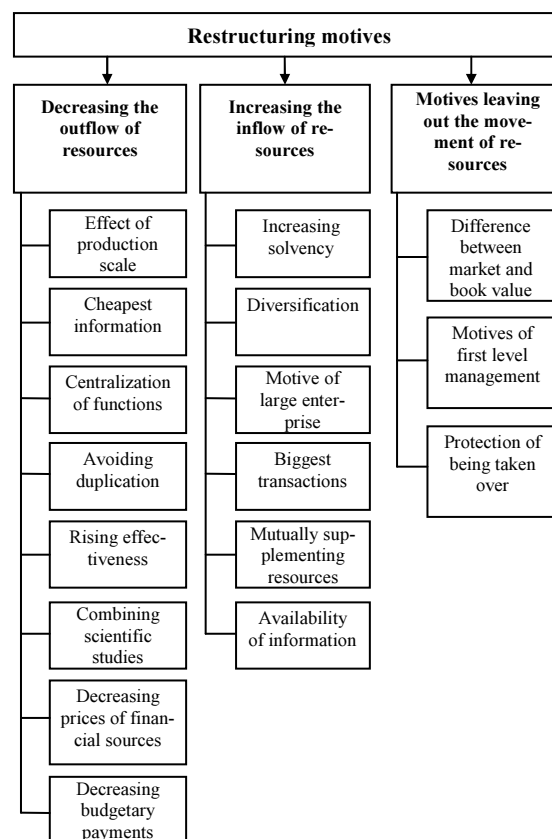 Restructuring motives
Decreasing the
outflow of
resources
Effect of
production
scale
Cheapest
information
Centralization
of functions
Avoiding
duplication
Rising effec-
tiveness
Combining
scientific
studies
Decreasing
prices of finan-
cial sources
Decreasing
budgetary
payments
Increasing the
inflow of re-
sources
Increasing
solvency
Diversification
Motive of
large enter-
prise
Biggest
transactions
Mutually sup-
plementing
resources
Availability
of information
Motives leaving
out the move-
ment of re-
sources
Difference
between
market and
book value
Motives of
first level
management
Protection of
being taken
over